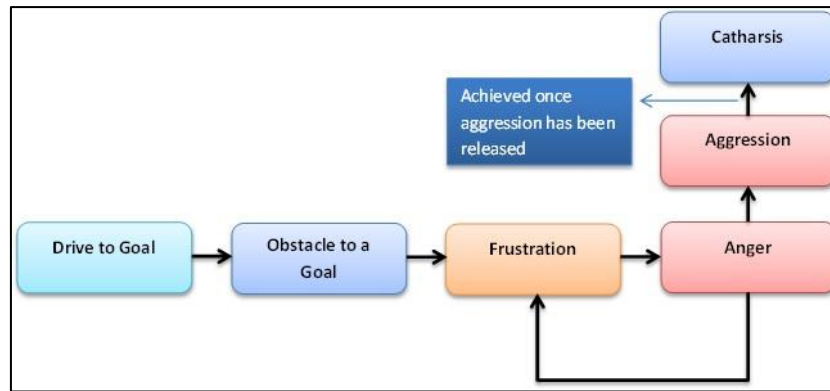 Catharsis
Achieved once
aggression has been
released
Aggression
Drive to Goal
Obstacle to a
Goal
Frustration
Anger